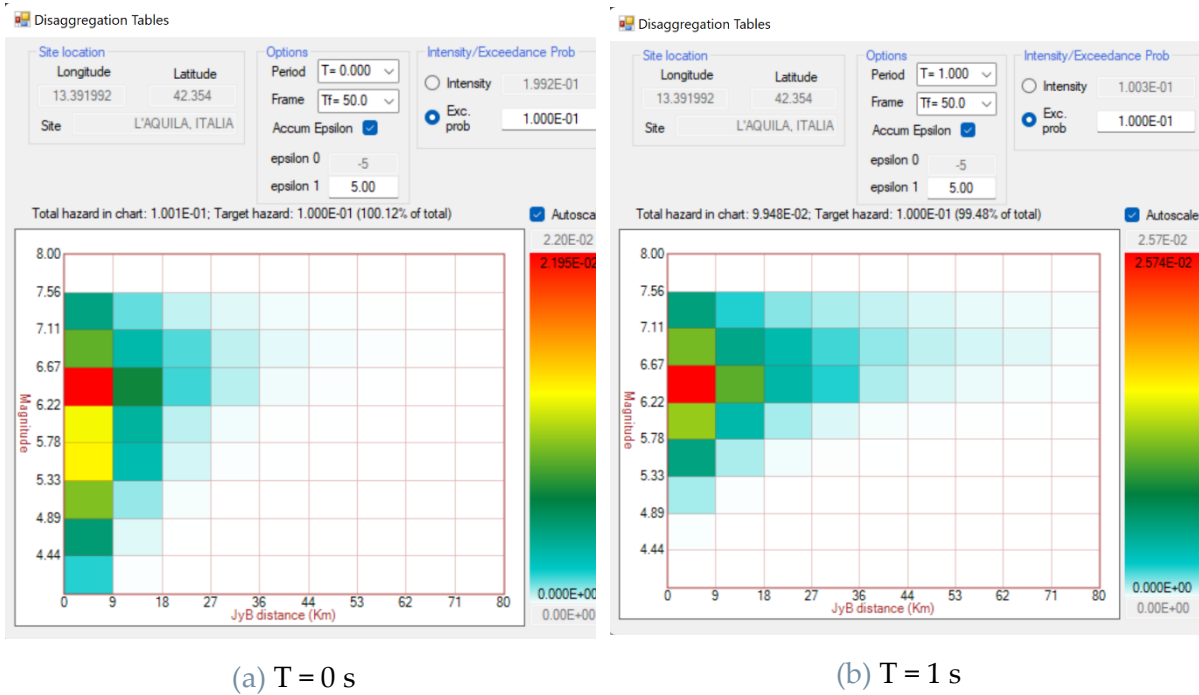 Disaggregation Tables
Site location
Longitude
Latitude
13.391992
42.354
Site
L'AQUILA, ITALIA
Options
Period
T= 0.000
Frame
Tf= 50.0
Accum Epsilon
epsilon 0
-5
epsilon 1
5.00
Intensity/Exceedance Prob
Intensity
1.992E-01
Exc.
prob
1.000E-01
Total hazard in chart: 1.001E-01; Target hazard: 1.000E-01 (100.12% of total)
Autosca
2.20E-02
2.195E-02
8.00
7.56
7.11
6.67
6.22
5.78
5.33
4.89
4.44
Magnitude
0 9 18 27 36 44 53 62 71 80
JyB distance (Km)
0.000E+00
0.00E+00
(a) T = 0 s
Disaggregation Tables
Site location
Longitude
Latitude
13.391992
42.354
Site
L'AQUILA, ITALIA
Options
Period
T= 1.000
Frame
Tf= 50.0
Accum Epsilon
epsilon 0
-5
epsilon 1
5.00
Intensity/Exceedance Prob
Intensity
1.003E-01
Exc.
prob
1.000E-01
Total hazard in chart: 9.948E-02; Target hazard: 1.000E-01 (99.48% of total)
Autoscale
2.57E-02
2.574E-02
8.00
7.56
7.11
6.67
6.22
5.78
5.33
4.89
4.44
Magnitude
0 9 18 27 36 44 53 62 71 80
JyB distance (Km)
0.000E+00
0.00E+00
(b) T = 1 s